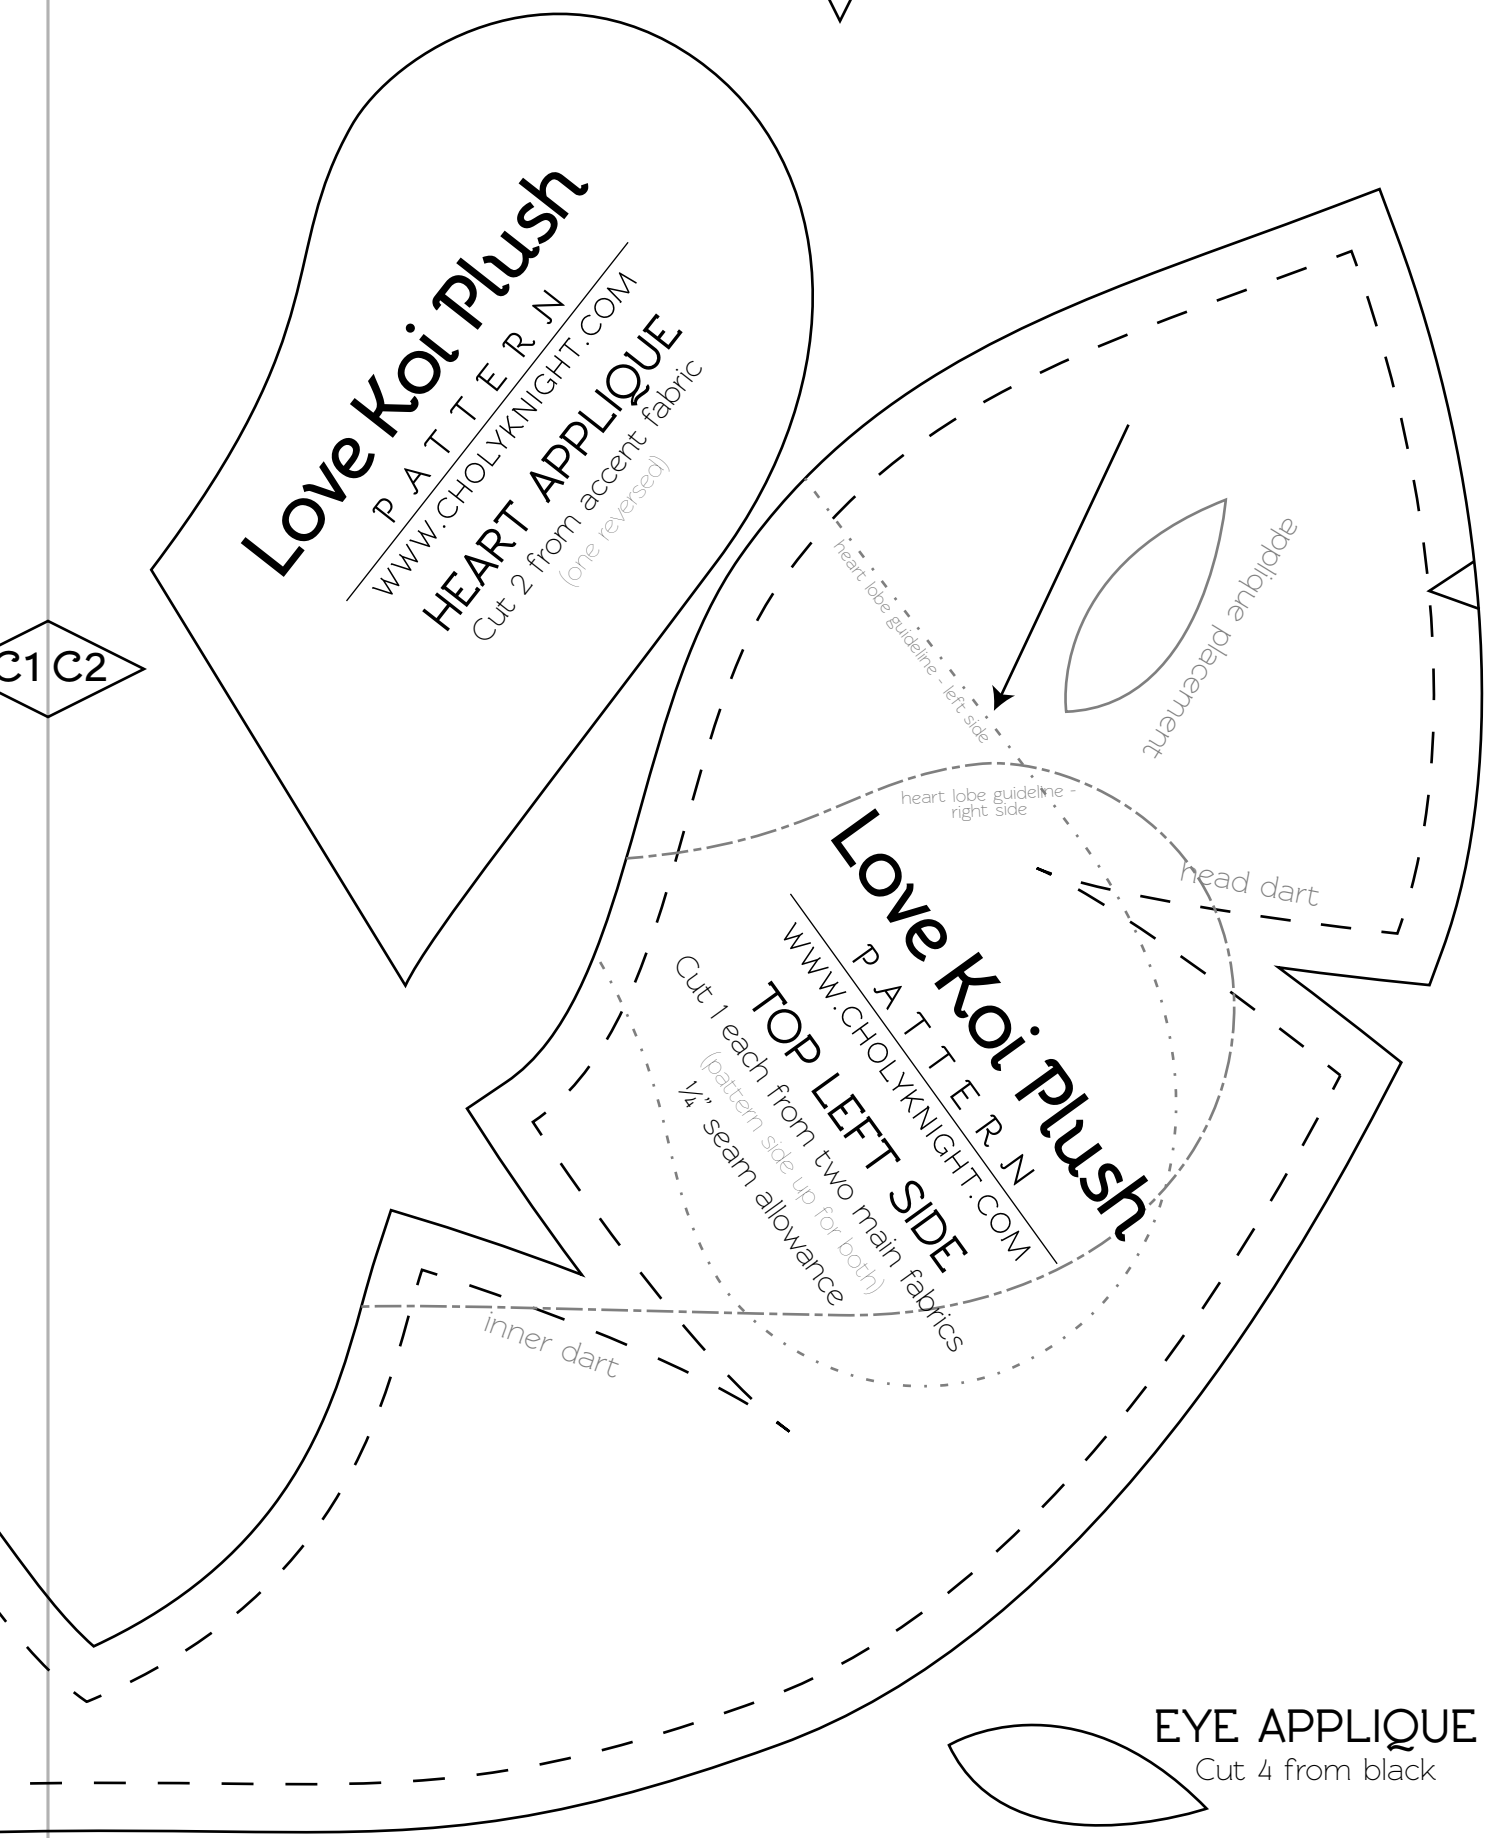 Love Koi Plush
PATTERN
WWW.CHOLYKNIGHT.COM
HEART APPLIQUE
Cut 2 from accent fabric
(one reversed)
C1 C2
heart lobe guideline - left side
applique placement
heart lobe guideline -
right side
head dart
Love Koi Plush
PATTERN
WWW.CHOLYKNIGHT.COM
TOP LEFT SIDE
Cut 1 each from two main fabrics
(pattern side up for both)
¼” seam allowance
inner dart
EYE APPLIQUE
Cut 4 from black